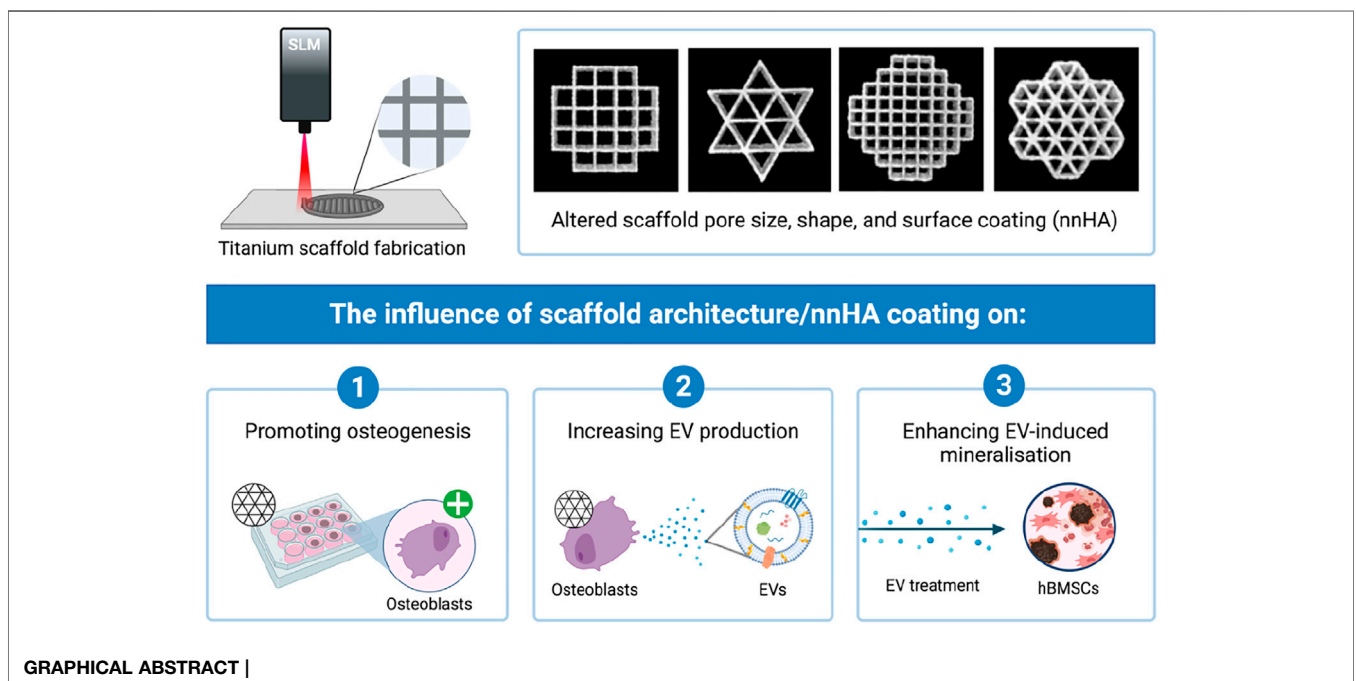 SLM
Titanium scaffold fabrication
Altered scaffold pore size, shape, and surface coating (nnHA)
The influence of scaffold architecture/nnHA coating on:
1
Promoting osteogenesis
Osteoblasts
2
Increasing EV production
Osteoblasts
EVs
3
Enhancing EV-induced
mineralisation
EV treatment
hBMSCs
GRAPHICAL ABSTRACT |